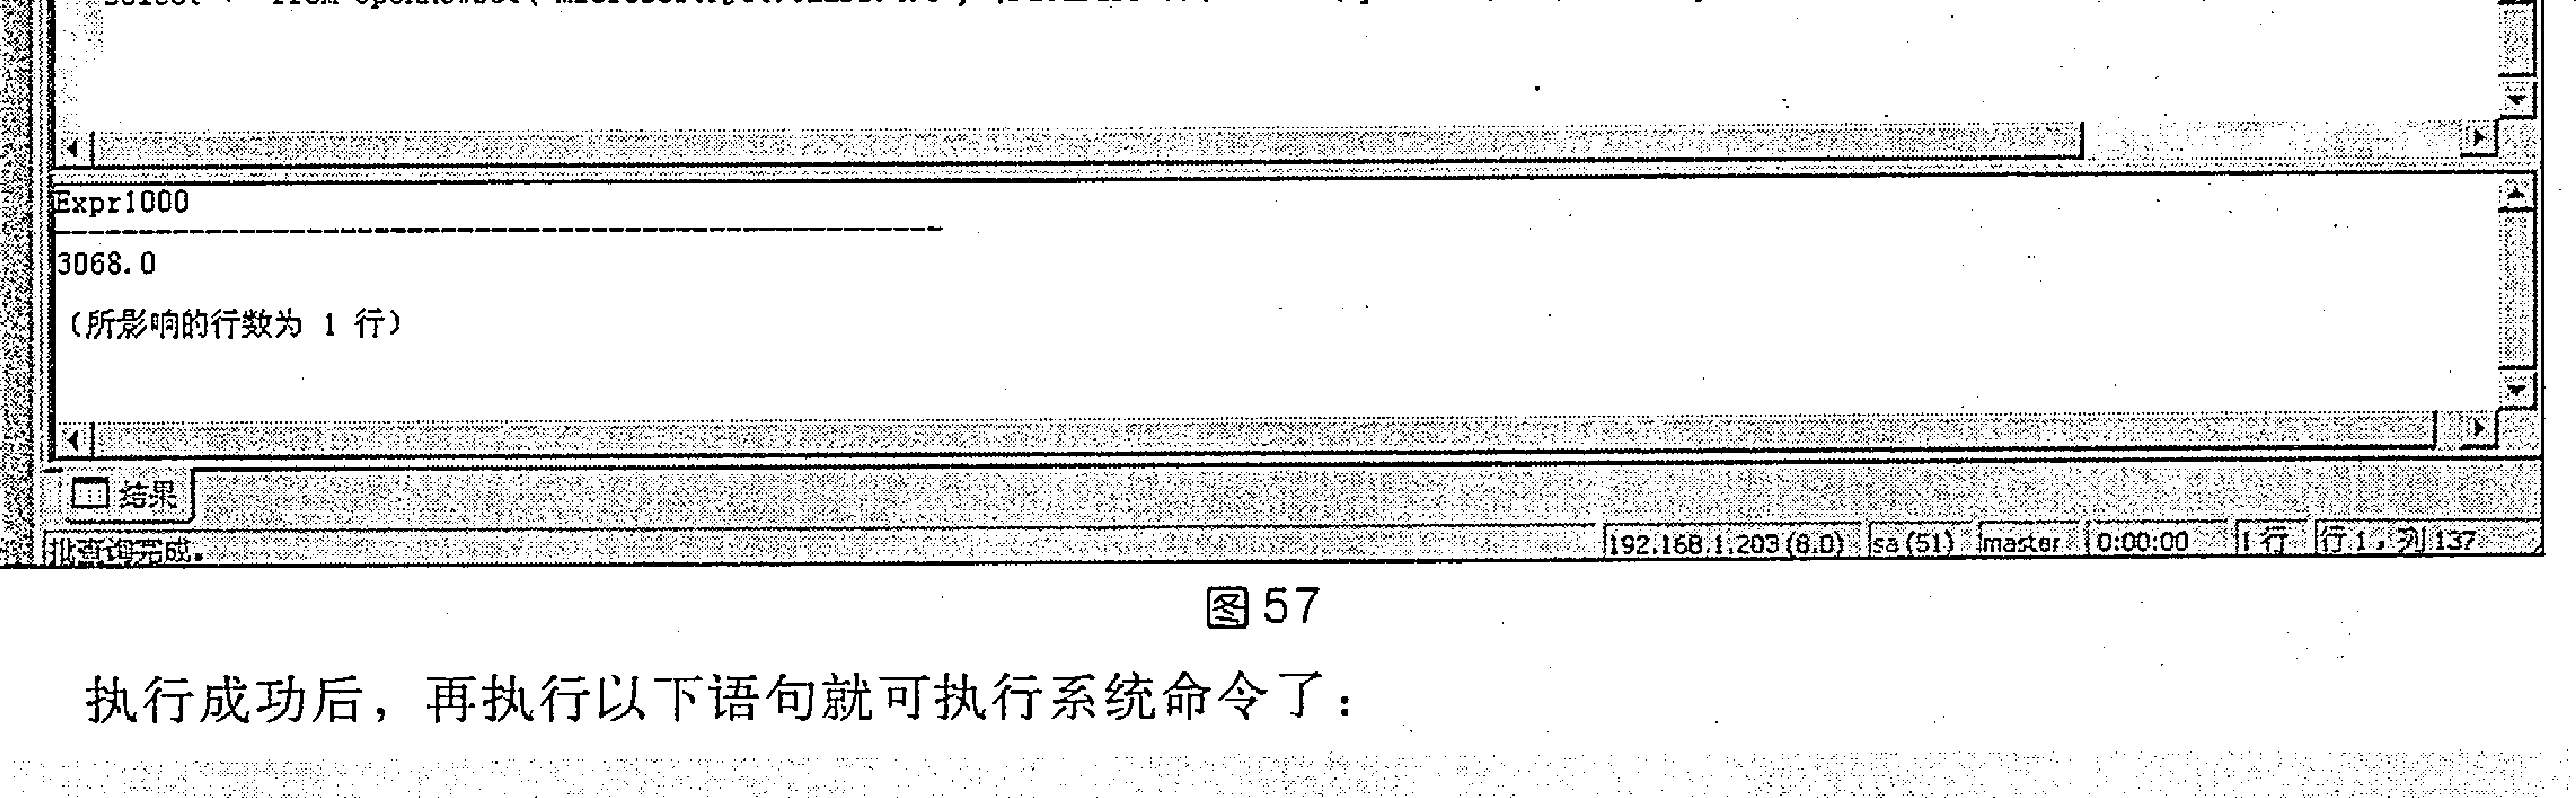 Expr1000
3068.0
(所影响的行数为 1 行)
结果
批查询完成。
192.168.1.203 (8.0) sa (51) master 0:00:00 1 行 行 1, 列 137
图57
执行成功后，再执行以下语句就可执行系统命令了：